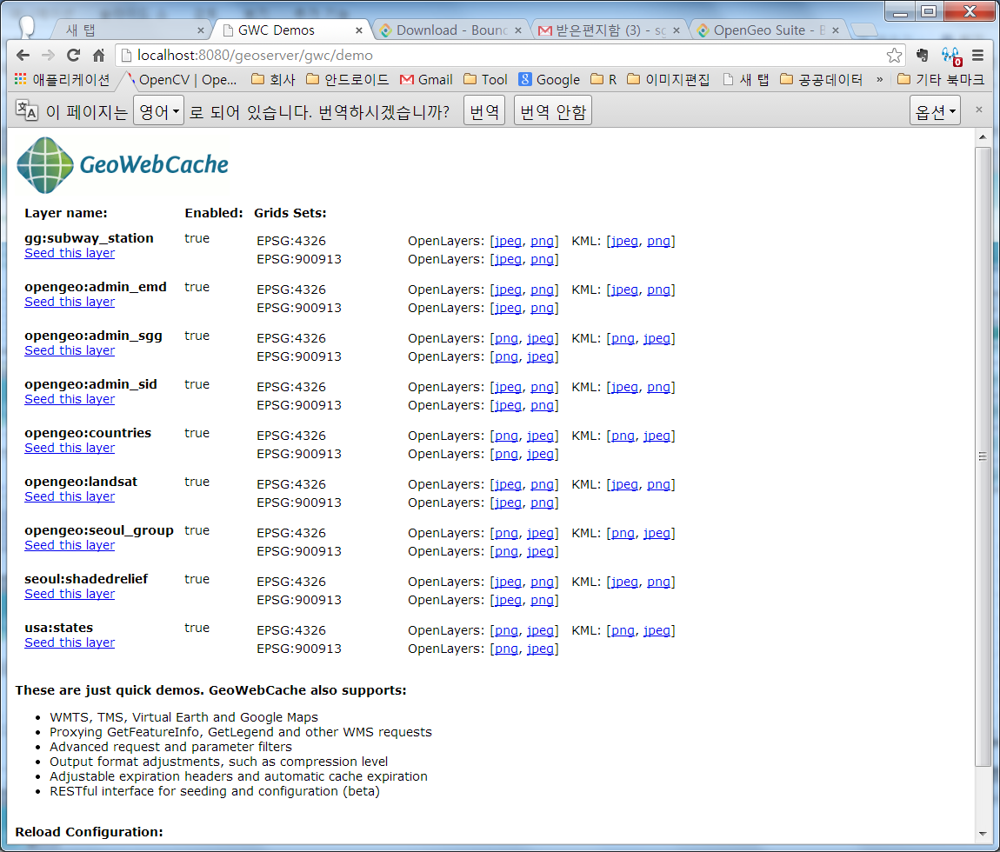 새 탭
GWC Demos
Download - Bounc
받은편지함 (3) - sg
OpenGeo Suite - B
localhost:8080/geoserver/gwc/demo
0
애플리케이션 OpenCV | Ope... 회사 안드로이드 Gmail Tool Google R 이미지편집 새 탭 공공데이터 » 기타 북마크
이 페이지는 영어 로 되어 있습니다. 번역하시겠습니까? 번역 번역 안함 옵션
GeoWebCache
Layer name: Enabled: Grids Sets:
gg:subway_station true EPSG:4326 OpenLayers: [jpeg, png] KML: [jpeg, png]
Seed this layer EPSG:900913 OpenLayers: [jpeg, png]
opengeo:admin_emd true EPSG:4326 OpenLayers: [jpeg, png] KML: [jpeg, png]
Seed this layer EPSG:900913 OpenLayers: [jpeg, png]
opengeo:admin_sgg true EPSG:4326 OpenLayers: [png, jpeg] KML: [png, jpeg]
Seed this layer EPSG:900913 OpenLayers: [png, jpeg]
opengeo:admin_sid true EPSG:4326 OpenLayers: [jpeg, png] KML: [jpeg, png]
Seed this layer EPSG:900913 OpenLayers: [jpeg, png]
opengeo:countries true EPSG:4326 OpenLayers: [png, jpeg] KML: [png, jpeg]
Seed this layer EPSG:900913 OpenLayers: [png, jpeg]
opengeo:landsat true EPSG:4326 OpenLayers: [jpeg, png] KML: [jpeg, png]
Seed this layer EPSG:900913 OpenLayers: [jpeg, png]
opengeo:seoul_group true EPSG:4326 OpenLayers: [png, jpeg] KML: [png, jpeg]
Seed this layer EPSG:900913 OpenLayers: [png, jpeg]
seoul:shadedrelief true EPSG:4326 OpenLayers: [jpeg, png] KML: [jpeg, png]
Seed this layer EPSG:900913 OpenLayers: [jpeg, png]
usa:states true EPSG:4326 OpenLayers: [png, jpeg] KML: [png, jpeg]
Seed this layer EPSG:900913 OpenLayers: [png, jpeg]
These are just quick demos. GeoWebCache also supports:
• WMTS, TMS, Virtual Earth and Google Maps
• Proxying GetFeatureInfo, GetLegend and other WMS requests
• Advanced request and parameter filters
• Output format adjustments, such as compression level
• Adjustable expiration headers and automatic cache expiration
• RESTful interface for seeding and configuration (beta)
Reload Configuration: